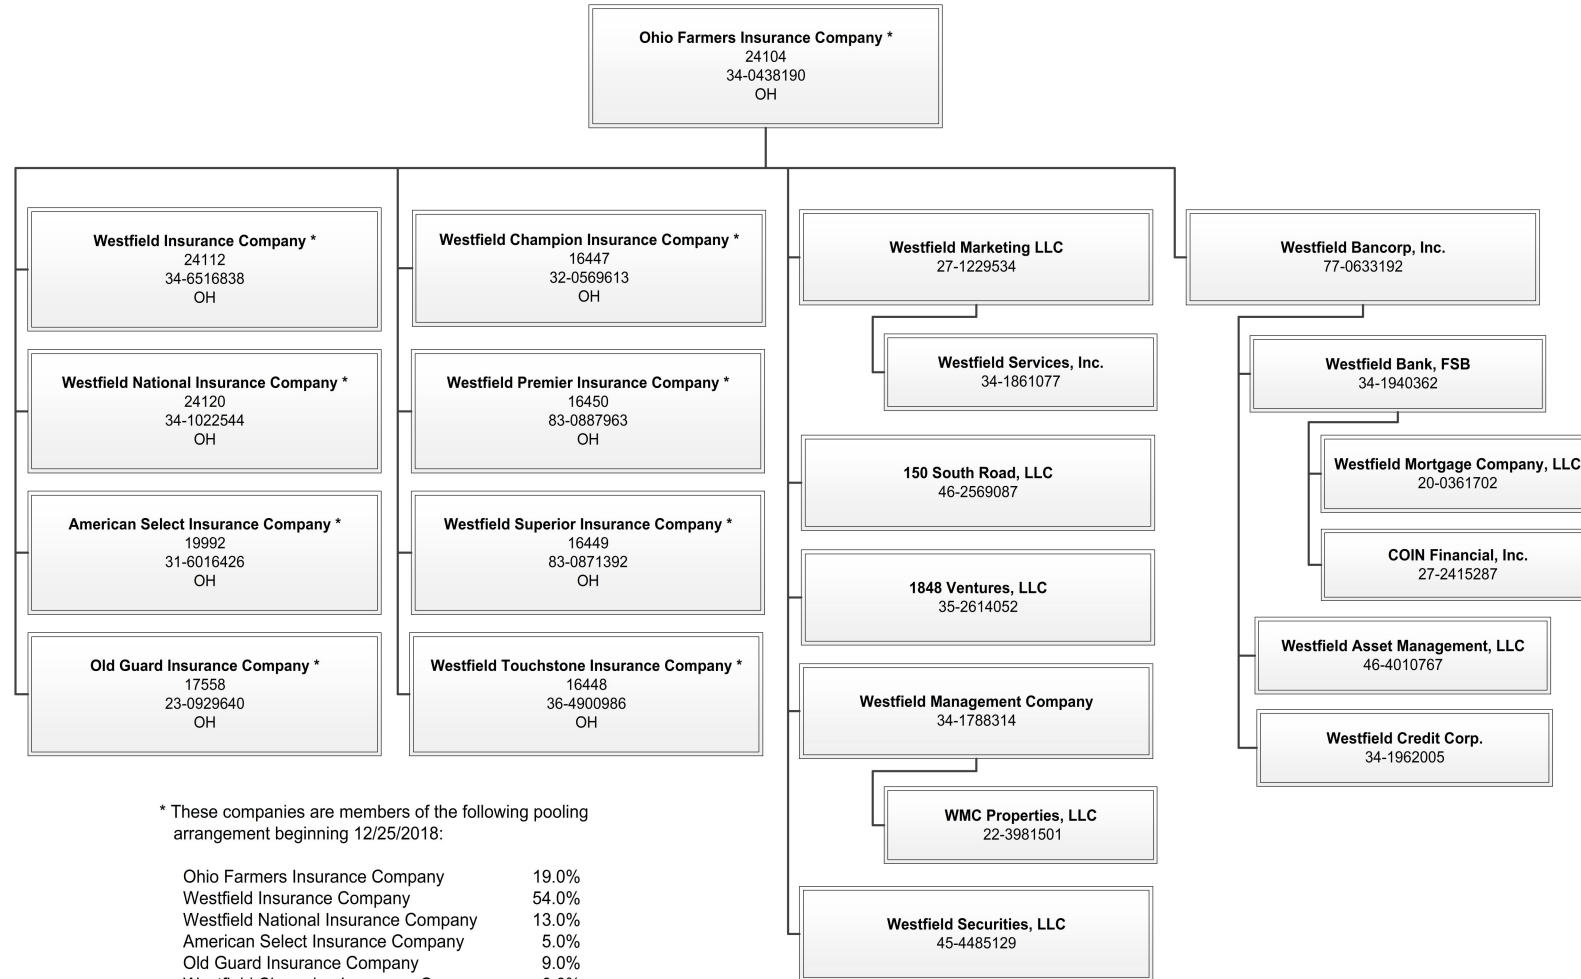 Ohio Farmers Insurance Company *
24104
34-0438190
OH
Westfield Insurance Company *
24112
34-6516838
OH
Westfield National Insurance Company *
24120
34-1022544
OH
American Select Insurance Company *
19992
31-6016426
OH
Old Guard Insurance Company *
17558
23-0929640
OH
Westfield Champion Insurance Company *
16447
32-0569613
OH
Westfield Premier Insurance Company *
16450
83-0887963
OH
Westfield Superior Insurance Company *
16449
83-0871392
OH
Westfield Touchstone Insurance Company *
16448
36-4900986
OH
Westfield Marketing LLC
27-1229534
Westfield Services, Inc.
34-1861077
150 South Road, LLC
46-2569087
1848 Ventures, LLC
35-2614052
Westfield Management Company
34-1788314
WMC Properties, LLC
22-3981501
Westfield Securities, LLC
45-4485129
Westfield Bancorp, Inc.
77-0633192
Westfield Bank, FSB
34-1940362
Westfield Mortgage Company, LLC
20-0361702
COIN Financial, Inc.
27-2415287
Westfield Asset Management, LLC
46-4010767
Westfield Credit Corp.
34-1962005
* These companies are members of the following pooling
arrangement beginning 12/25/2018:
Ohio Farmers Insurance Company 19.0%
Westfield Insurance Company 54.0%
Westfield National Insurance Company 13.0%
American Select Insurance Company 5.0%
Old Guard Insurance Company 9.0%